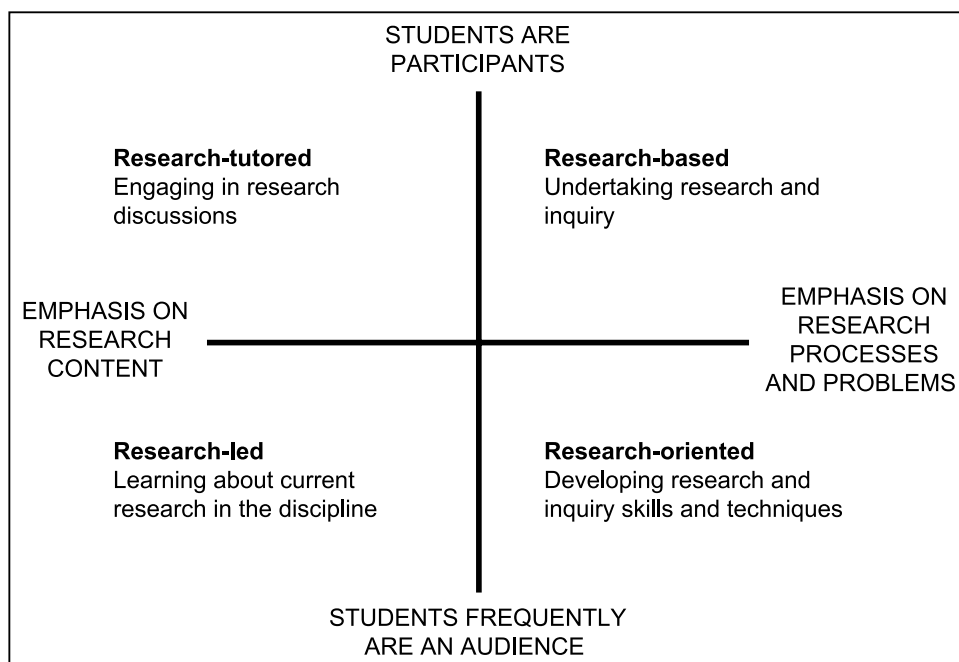 STUDENTS ARE
PARTICIPANTS
Research-tutored
Engaging in research
discussions
Research-based
Undertaking research and
inquiry
EMPHASIS ON
RESEARCH
CONTENT
EMPHASIS ON
RESEARCH
PROCESSES
AND PROBLEMS
Research-led
Learning about current
research in the discipline
Research-oriented
Developing research and
inquiry skills and techniques
STUDENTS FREQUENTLY
ARE AN AUDIENCE